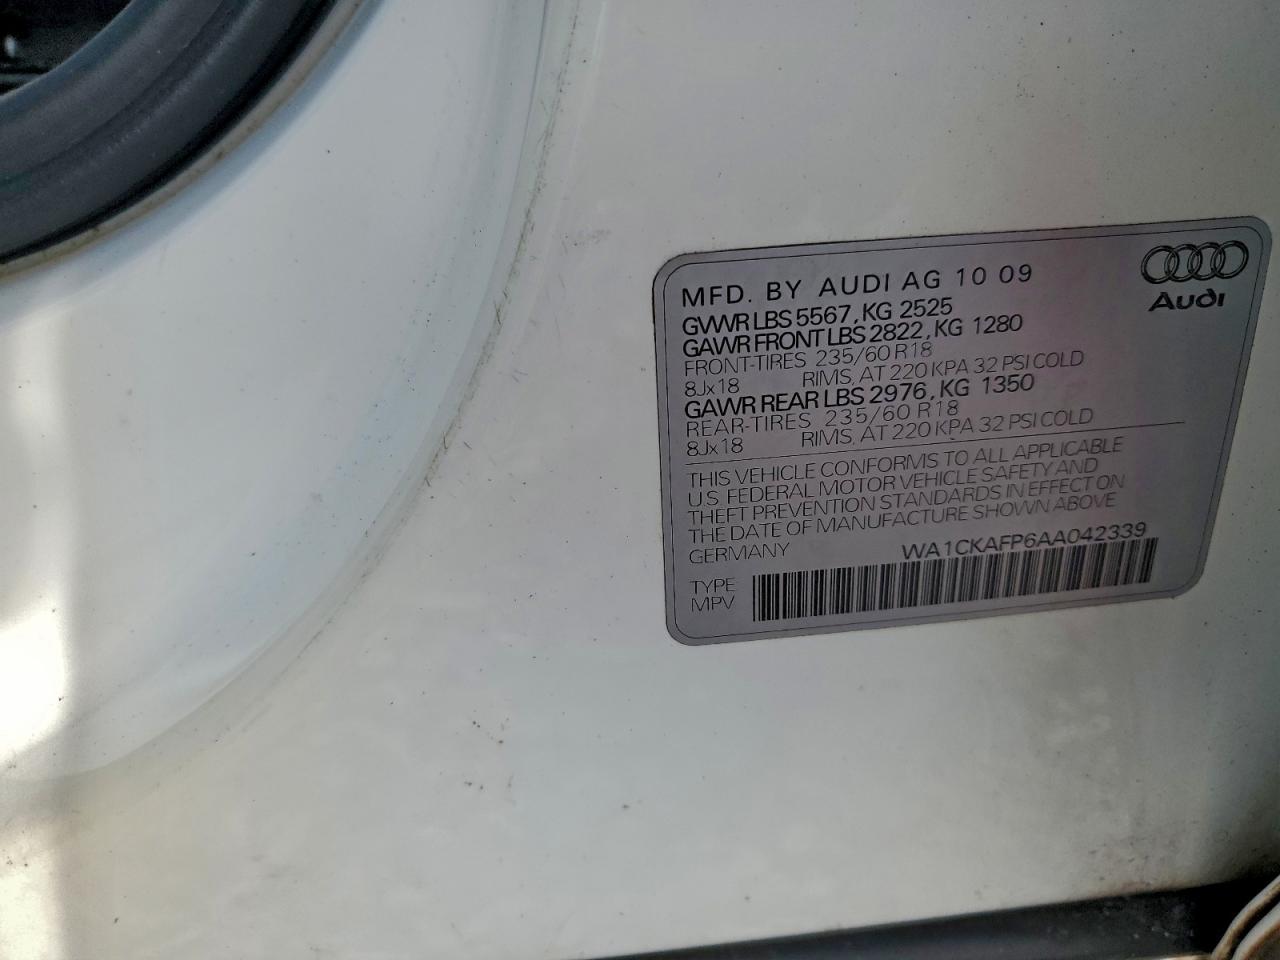 MFD. BY AUDI AG 10 09
Audi
GVWR LBS 5567, KG 2525
GAWR FRONT LBS 2822, KG 1280
FRONT-TIRES 235/60 R18
8Jx18 RIMS, AT 220 KPA 32 PSI COLD
GAWR REAR LBS 2976, KG 1350
REAR-TIRES 235/60 R18
8Jx18 RIMS, AT 220 KPA 32 PSI COLD
THIS VEHICLE CONFORMS TO ALL APPLICABLE
U.S. FEDERAL MOTOR VEHICLE SAFETY AND
THEFT PREVENTION STANDARDS IN EFFECT ON
THE DATE OF MANUFACTURE SHOWN ABOVE
GERMANY WA1CKAFP6AA042339
TYPE
MPV